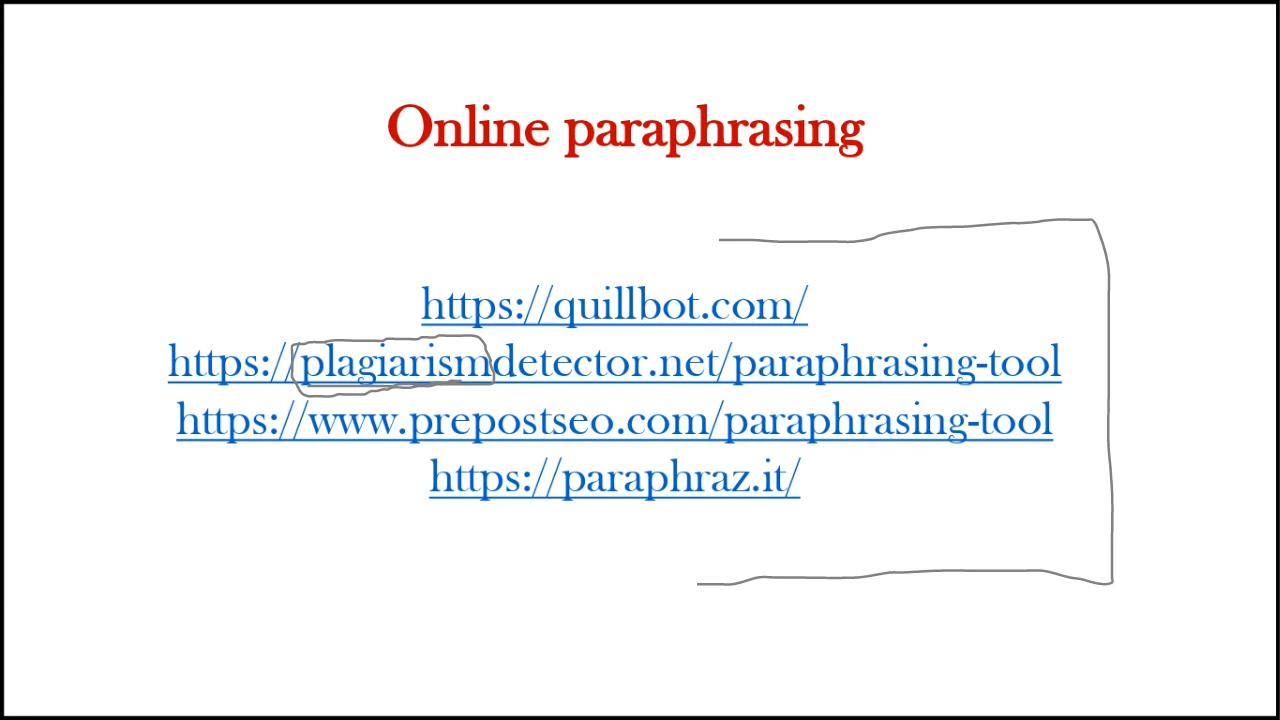 Online paraphrasing
https://quillbot.com/
https://plagiarismdetector.net/paraphrasing-tool
https://www.prepostseo.com/paraphrasing-tool
https://paraphraz.it/